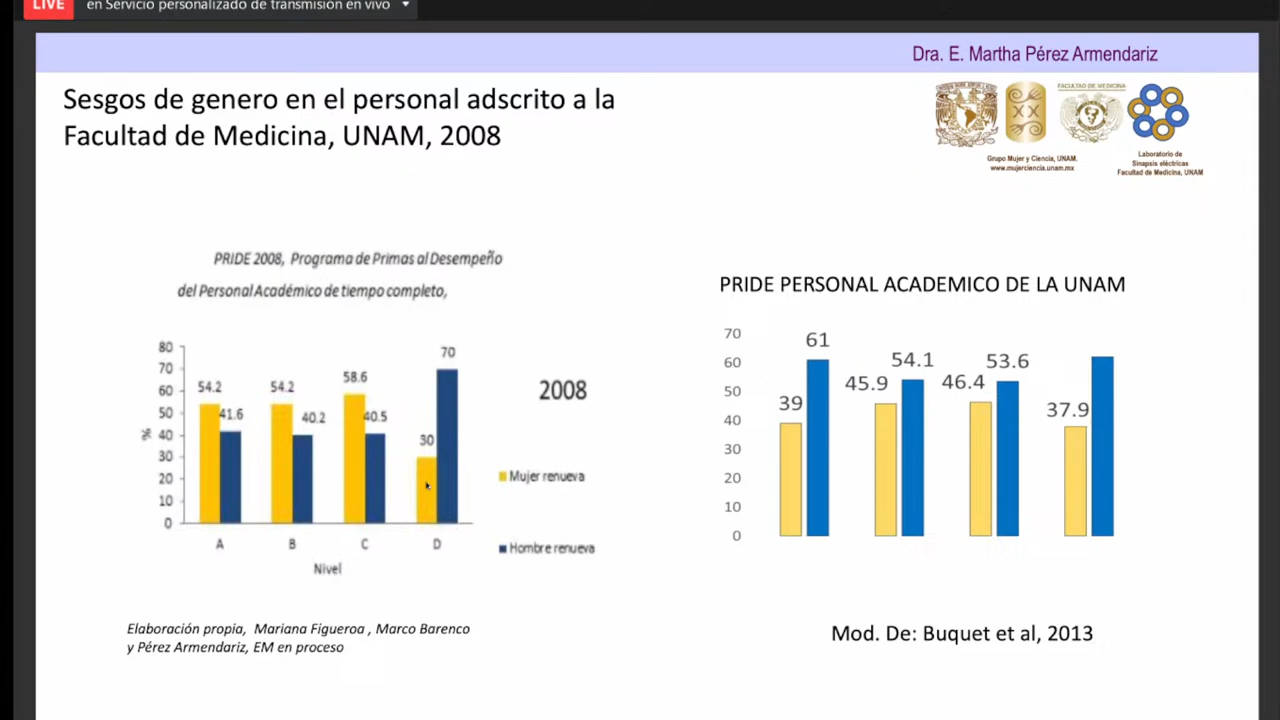 LIVE
en Servicio personalizado de transmisión en vivo
Dra. E. Martha Pérez Armendariz
Sesgos de genero en el personal adscrito a la
Facultad de Medicina, UNAM, 2008
FACULTAD DE MEDICINA
Grupo Mujer y Ciencia, UNAM.
www.mujerciencia.unam.mx
Laboratorio de
Sinapsis eléctricas
Facultad de Medicina, UNAM
PRIDE 2008, Programa de Primas al Desempeño
del Personal Académico de tiempo completo,
80
70
60
50
40
30
20
10
0
%
54.2
41.6
54.2
40.2
58.6
40.5
30
70
A
B
C
D
Nivel
2008
Mujer renueva
Hombre renueva
Elaboración propia, Mariana Figueroa , Marco Barenco
y Pérez Armendariz, EM en proceso
PRIDE PERSONAL ACADEMICO DE LA UNAM
70
60
50
40
30
20
10
0
39
61
45.9
54.1
46.4
53.6
37.9
Mod. De: Buquet et al, 2013